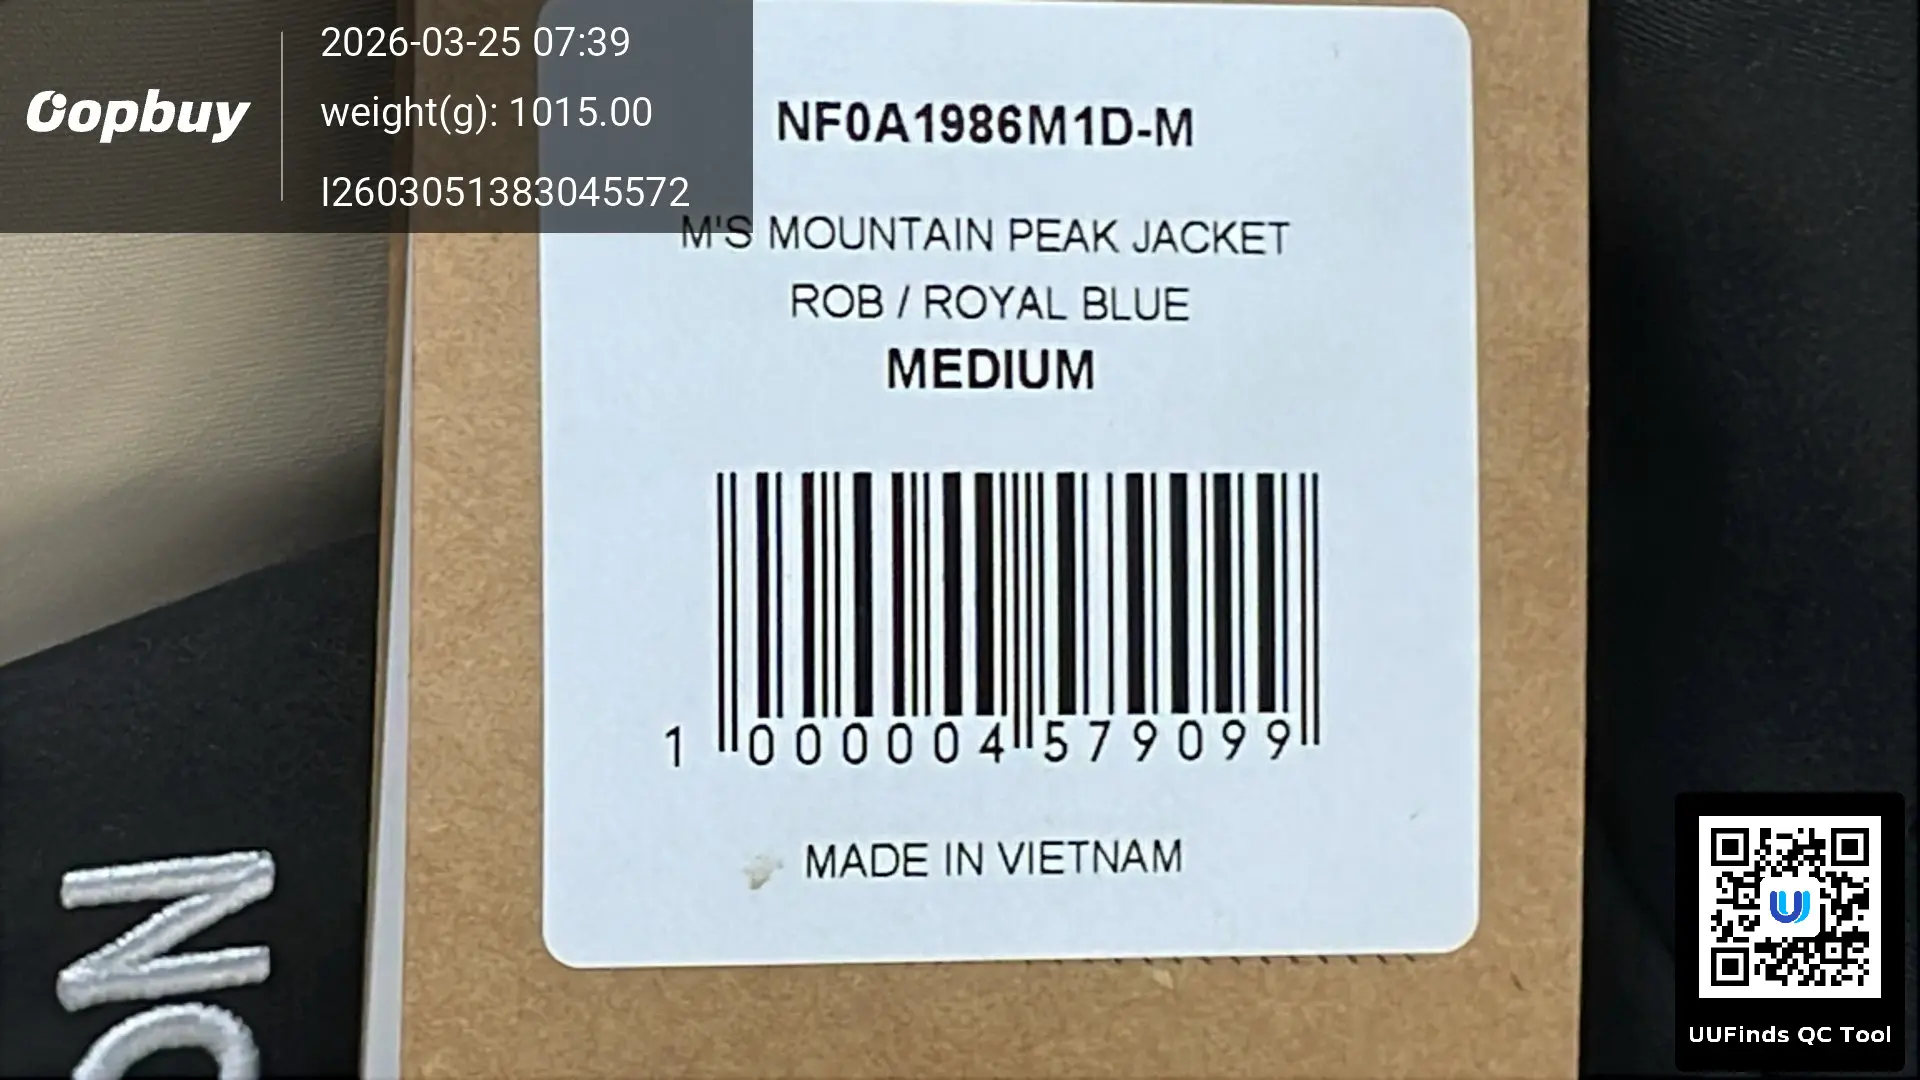 Oopbuy
2026-03-25 07:39
weight(g): 1015.00
I2603051383045572
NF0A1986M1D-M
M'S MOUNTAIN PEAK JACKET
ROB / ROYAL BLUE
MEDIUM
1 000004 579099
MADE IN VIETNAM
NO
UUFinds QC Tool